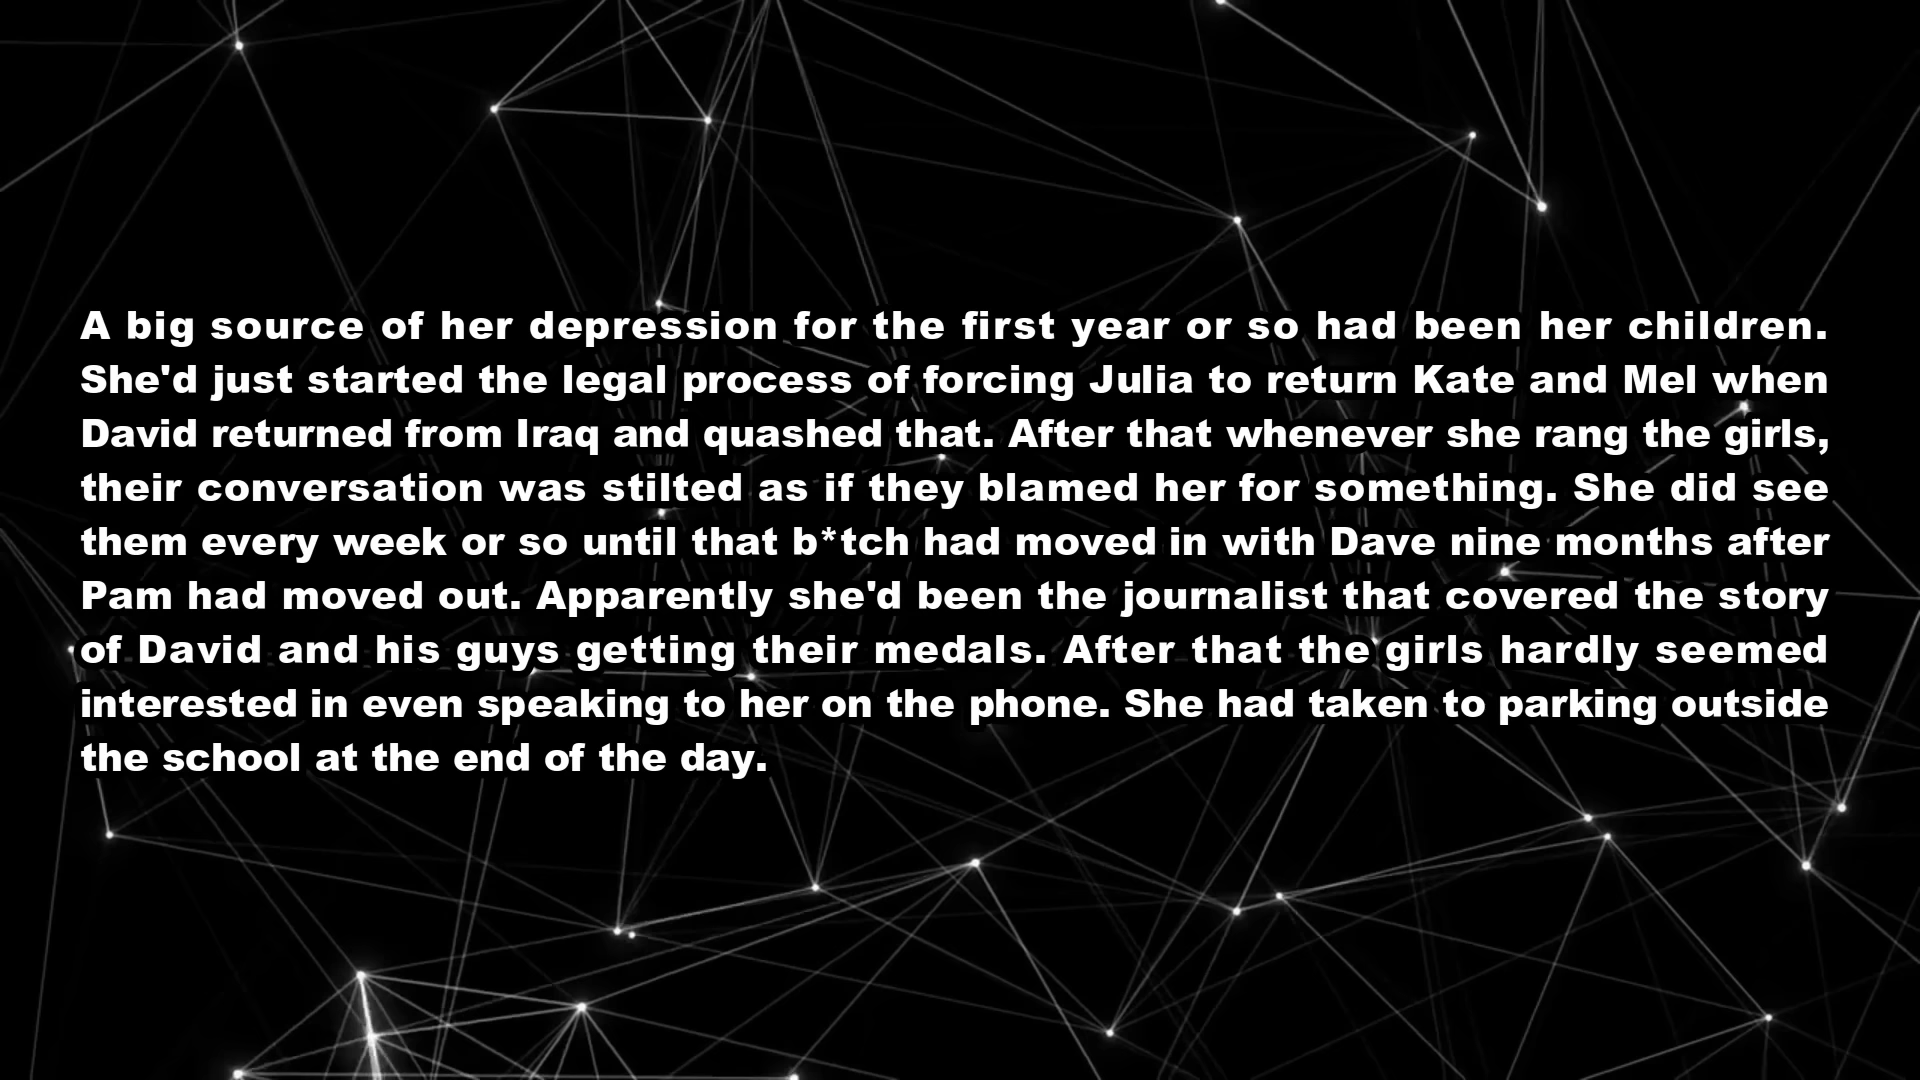 A big source of her depression for the first year or so had been her children.
She'd just started the legal process of forcing Julia to return Kate and Mel when
David returned from Iraq and quashed that. After that whenever she rang the girls,
their conversation was stilted as if they blamed her for something. She did see
them every week or so until that b*tch had moved in with Dave nine months after
Pam had moved out. Apparently she'd been the journalist that covered the story
of David and his guys getting their medals. After that the girls hardly seemed
interested in even speaking to her on the phone. She had taken to parking outside
the school at the end of the day.